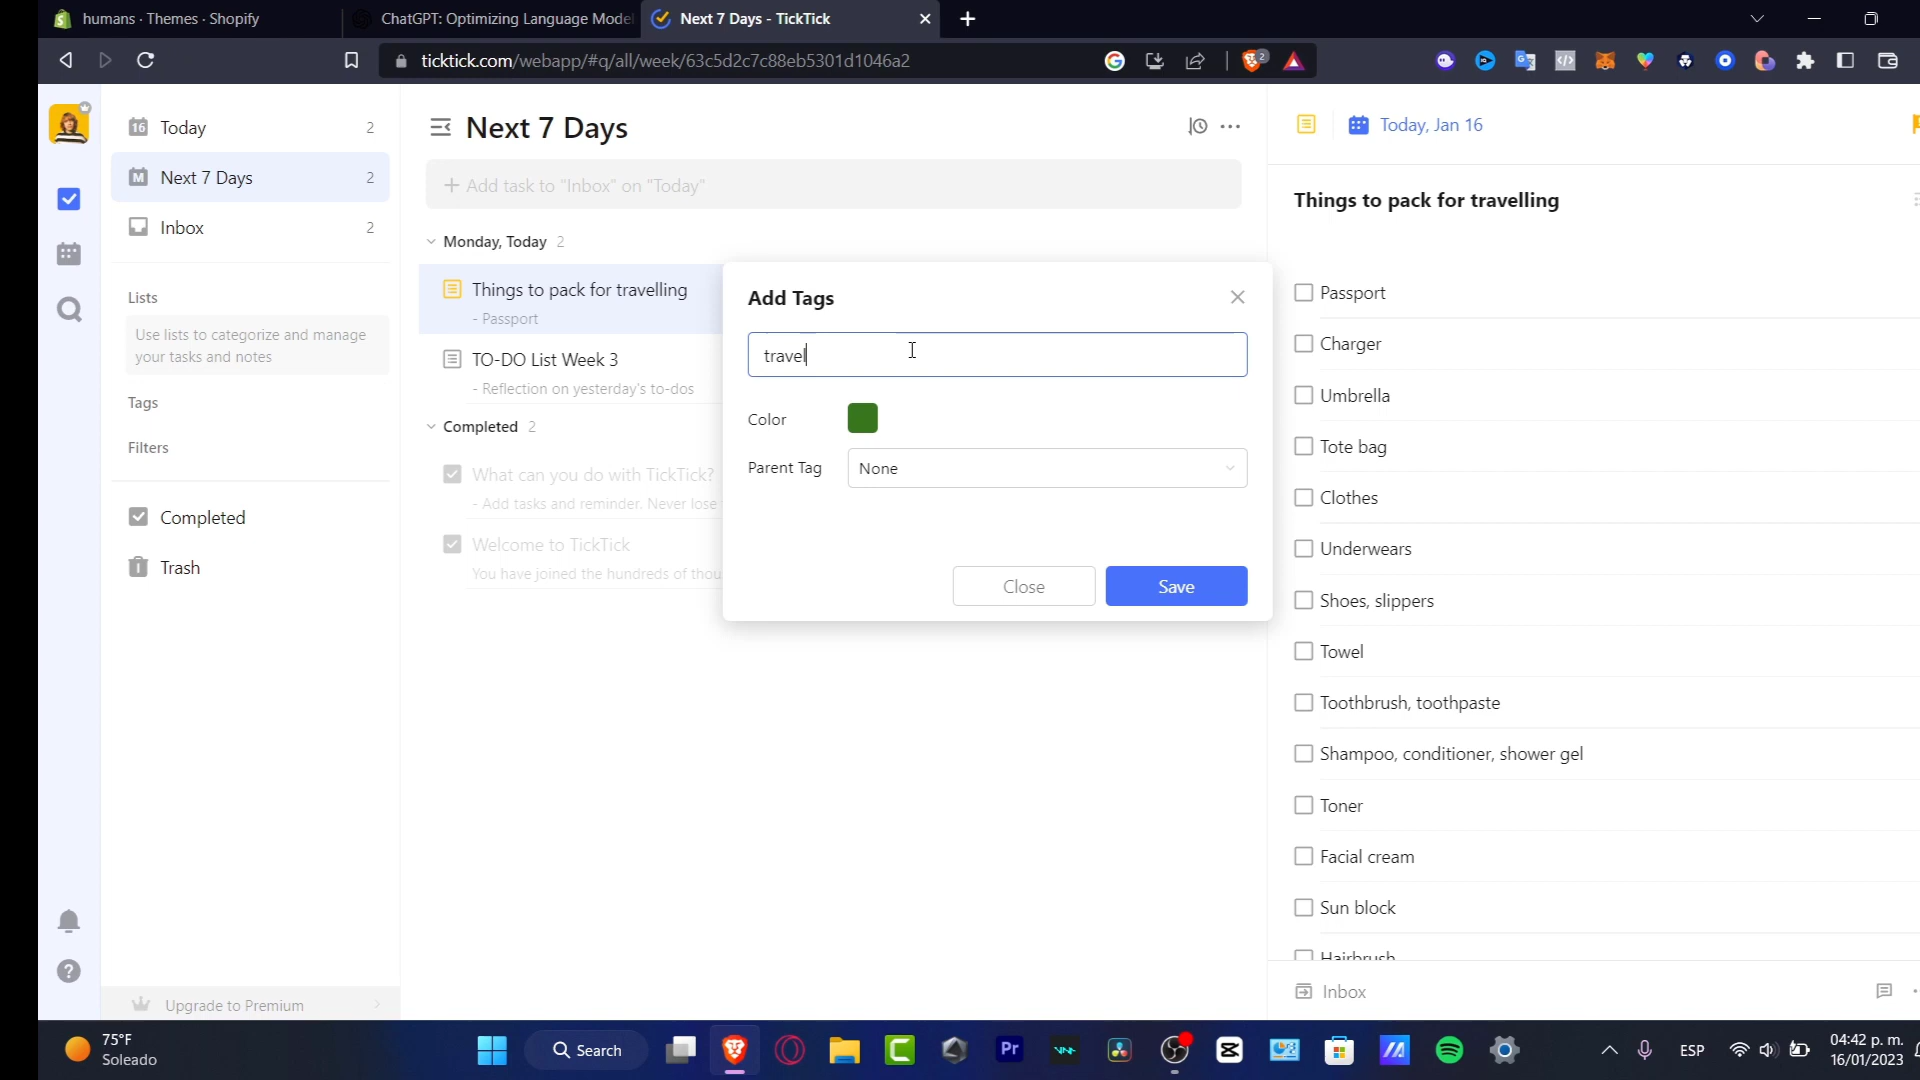 humans · Themes · Shopify
ChatGPT: Optimizing Language Model
Next 7 Days - TickTick
ticktick.com/webapp/#q/all/week/63c5d2c7c88eb5301d1046a2
2
16 Today 2
M Next 7 Days 2
Inbox 2
Lists
Use lists to categorize and manage
your tasks and notes
Tags
Filters
Completed
Trash
Upgrade to Premium
Next 7 Days
Add task to "Inbox" on "Today"
Monday, Today 2
Things to pack for travelling
- Passport
TO-DO List Week 3
- Reflection on yesterday's to-dos
Completed 2
What can you do with TickTick?
- Add tasks and reminder. Never lose
Welcome to TickTick
You have joined the hundreds of thou
Add Tags
travel
Color
Parent Tag None
Close Save
Today, Jan 16
Things to pack for travelling
Passport
Charger
Umbrella
Tote bag
Clothes
Underwears
Shoes, slippers
Towel
Toothbrush, toothpaste
Shampoo, conditioner, shower gel
Toner
Facial cream
Sun block
Hairbrush
Inbox
75°F
Soleado
Search
Pr
ESP
04:42 p. m.
16/01/2023